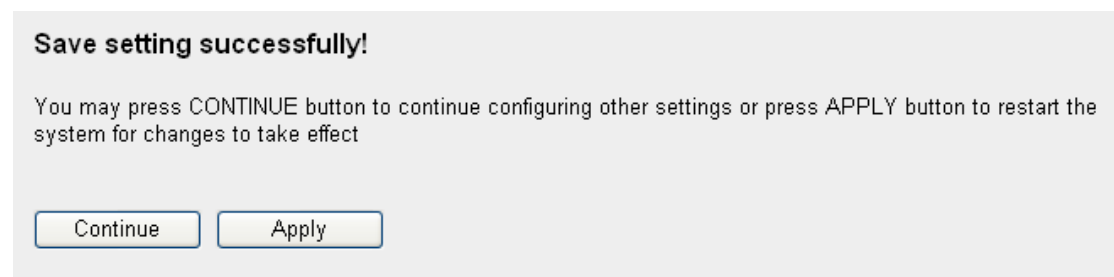 Save setting successfully!
You may press CONTINUE button to continue configuring other settings or press APPLY button to restart the
system for changes to take effect
Continue
Apply